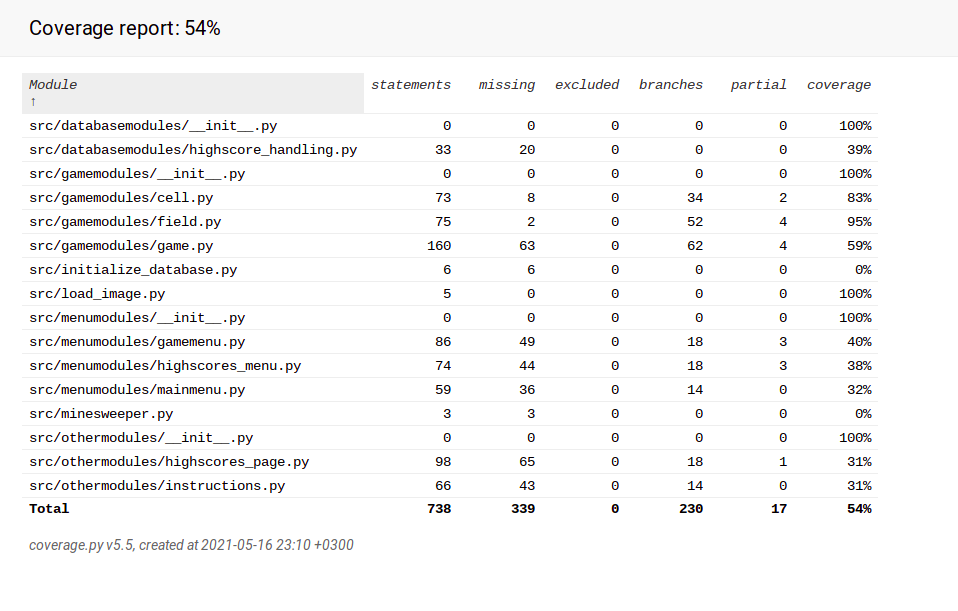 Coverage report: 54%
Module statements missing excluded branches partial coverage
↑
src/databasemodules/__init__.py 0 0 0 0 0 100%
src/databasemodules/highscore_handling.py 33 20 0 0 0 39%
src/gamemodules/__init__.py 0 0 0 0 0 100%
src/gamemodules/cell.py 73 8 0 34 2 83%
src/gamemodules/field.py 75 2 0 52 4 95%
src/gamemodules/game.py 160 63 0 62 4 59%
src/initialize_database.py 6 6 0 0 0 0%
src/load_image.py 5 0 0 0 0 100%
src/menumodules/__init__.py 0 0 0 0 0 100%
src/menumodules/gamemenu.py 86 49 0 18 3 40%
src/menumodules/highscores_menu.py 74 44 0 18 3 38%
src/menumodules/mainmenu.py 59 36 0 14 0 32%
src/minesweeper.py 3 3 0 0 0 0%
src/othermodules/__init__.py 0 0 0 0 0 100%
src/othermodules/highscores_page.py 98 65 0 18 1 31%
src/othermodules/instructions.py 66 43 0 14 0 31%
Total 738 339 0 230 17 54%
coverage.py v5.5, created at 2021-05-16 23:10 +0300